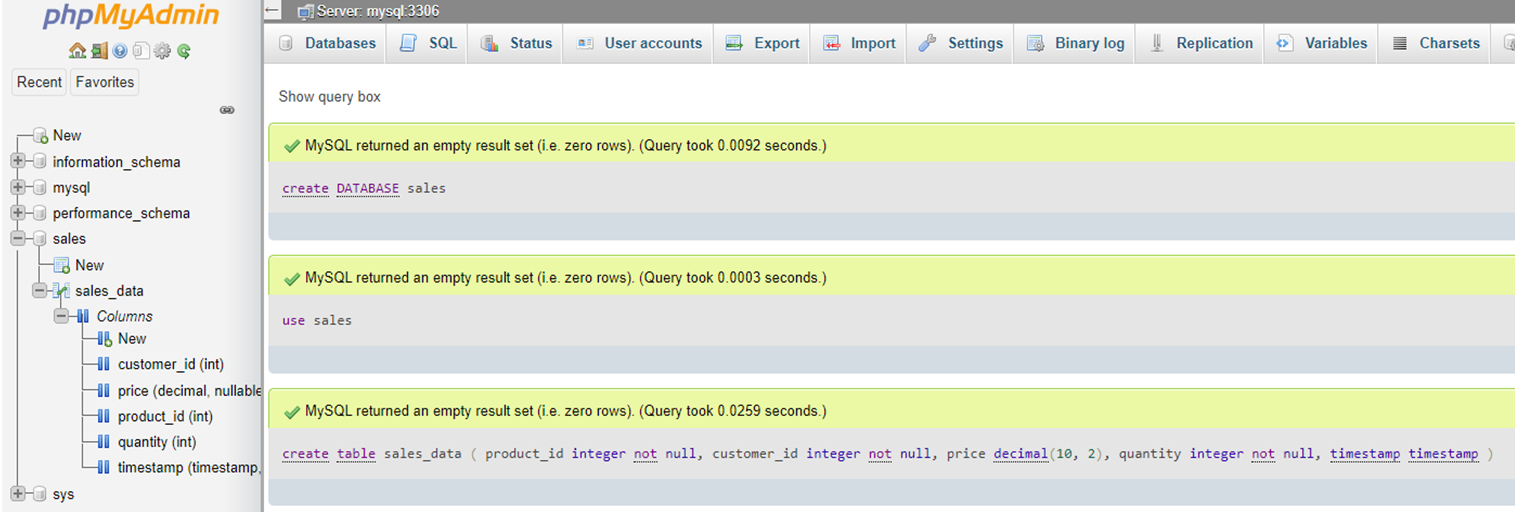 phpMyAdmin
Recent Favorites
New
information_schema
mysql
performance_schema
sales
New
sales_data
Columns
New
customer_id (int)
price (decimal, nullable
product_id (int)
quantity (int)
timestamp (timestamp,
sys
Server: mysql:3306
Databases SQL Status User accounts Export Import Settings Binary log Replication Variables Charsets
Show query box
MySQL returned an empty result set (i.e. zero rows). (Query took 0.0092 seconds.)
create DATABASE sales
MySQL returned an empty result set (i.e. zero rows). (Query took 0.0003 seconds.)
use sales
MySQL returned an empty result set (i.e. zero rows). (Query took 0.0259 seconds.)
create table sales_data ( product_id integer not null, customer_id integer not null, price decimal(10, 2), quantity integer not null, timestamp timestamp )